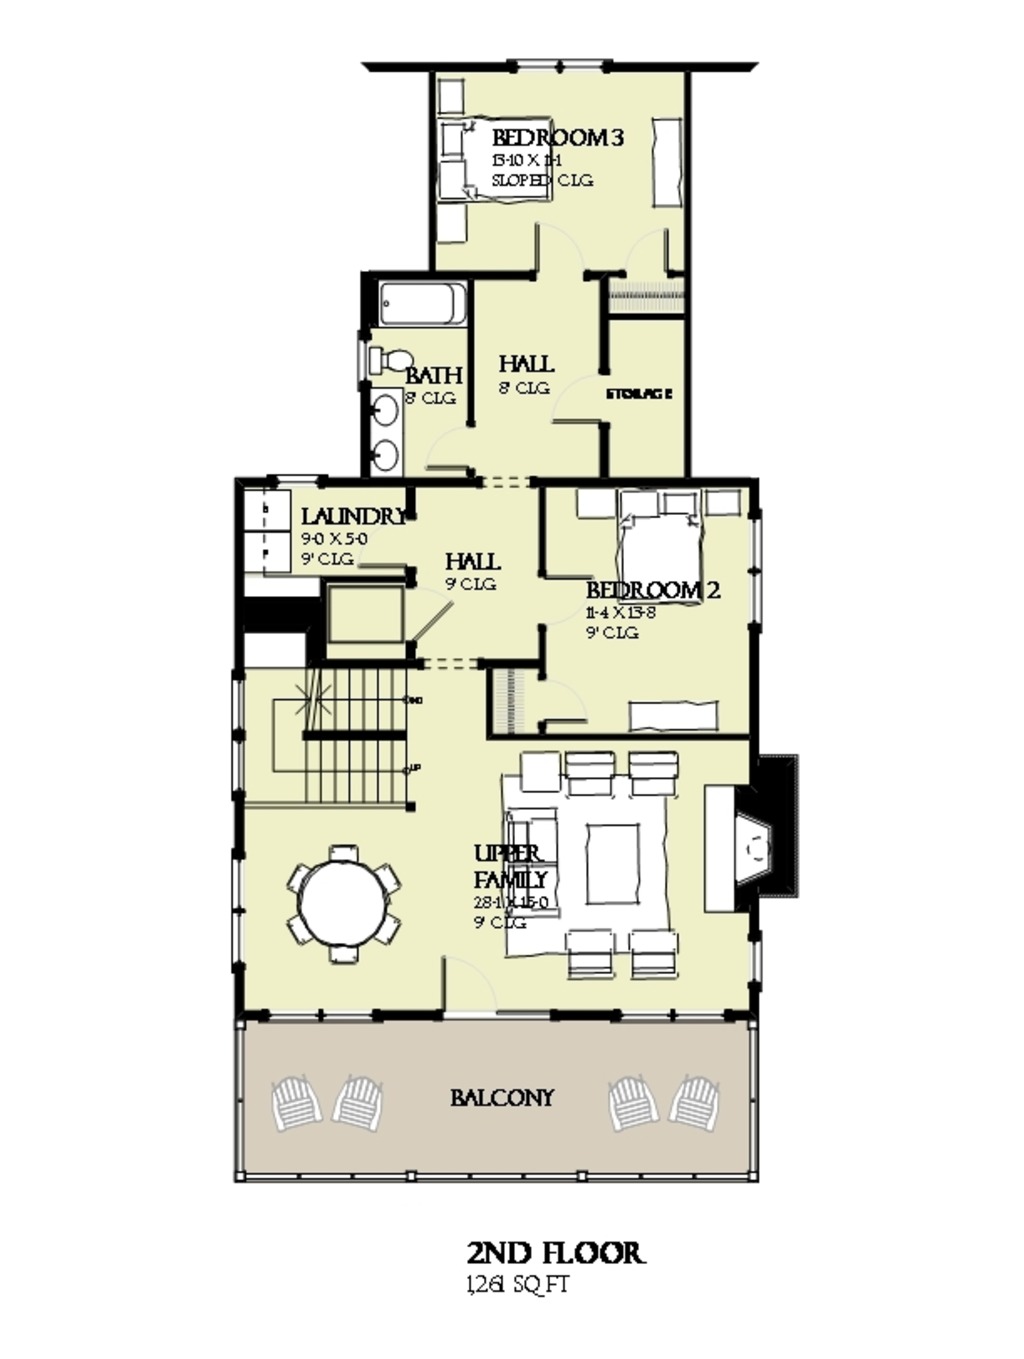 BEDROOM 3
13-10 X 11-1
SLOPED CLG
HALL
8' CLG
BATH
8' CLG
STORAGE
LAUNDRY
9-0 X 5-0
9' CLG
HALL
9' CLG
BEDROOM 2
11-4 X 13-8
9' CLG
UP
UPPER
FAMILY
28-1 X 15-0
9' CLG
BALCONY
2ND FLOOR
1,261 SQ FT